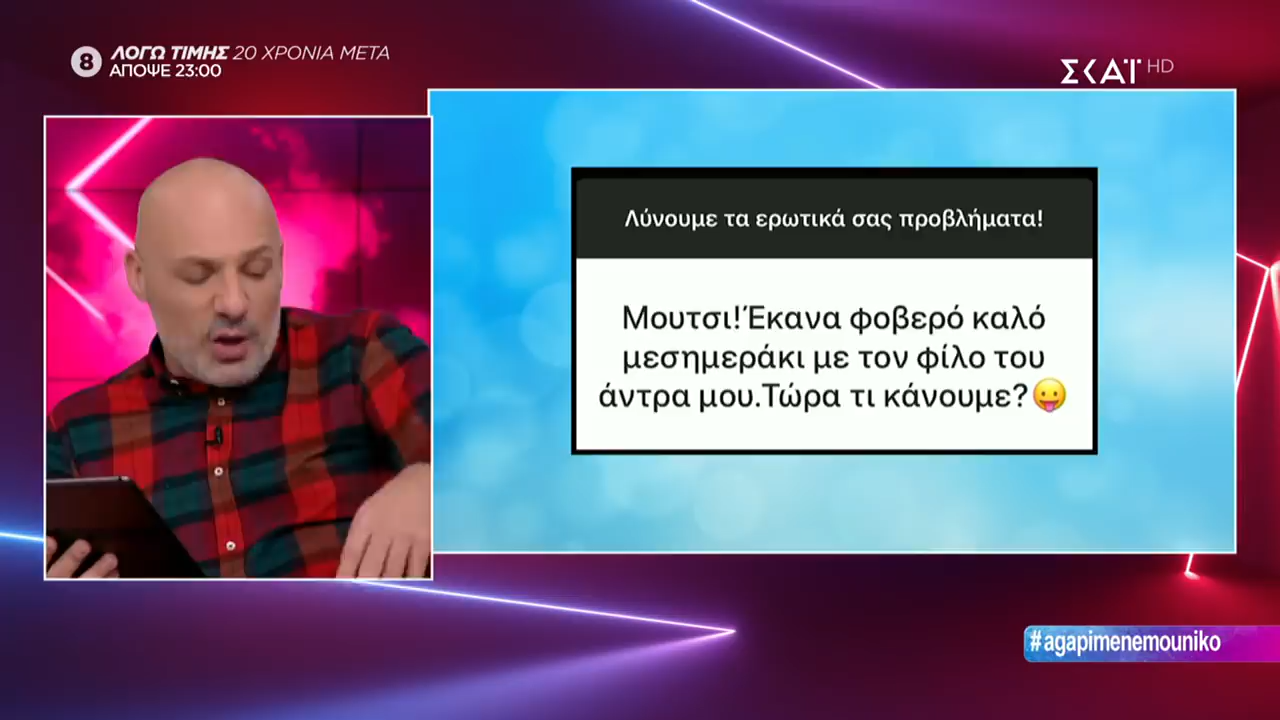 8 ΛΟΓΩ ΤΙΜΗΣ 20 ΧΡΟΝΙΑ ΜΕΤΑ
ΑΠΟΨΕ 23:00
ΣΚΑΪ HD
Λύνουμε τα ερωτικά σας προβλήματα!
Μουτσι!Έκανα φοβερό καλό
μεσημεράκι με τον φίλο του
άντρα μου.Τώρα τι κάνουμε?😛
#agapimenemouniko